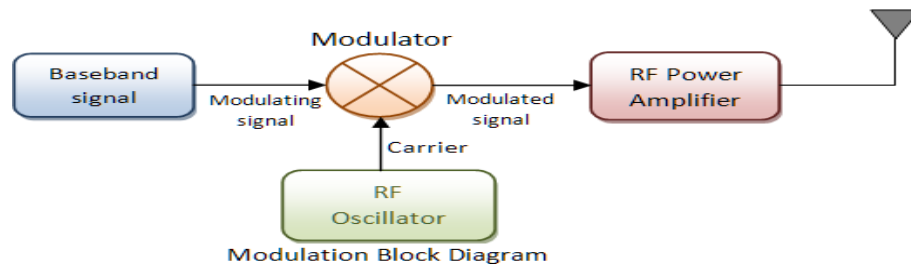 Modulator
Baseband
signal
Modulating
signal
Modulated
signal
RF Power
Amplifier
Carrier
RF
Oscillator
Modulation Block Diagram